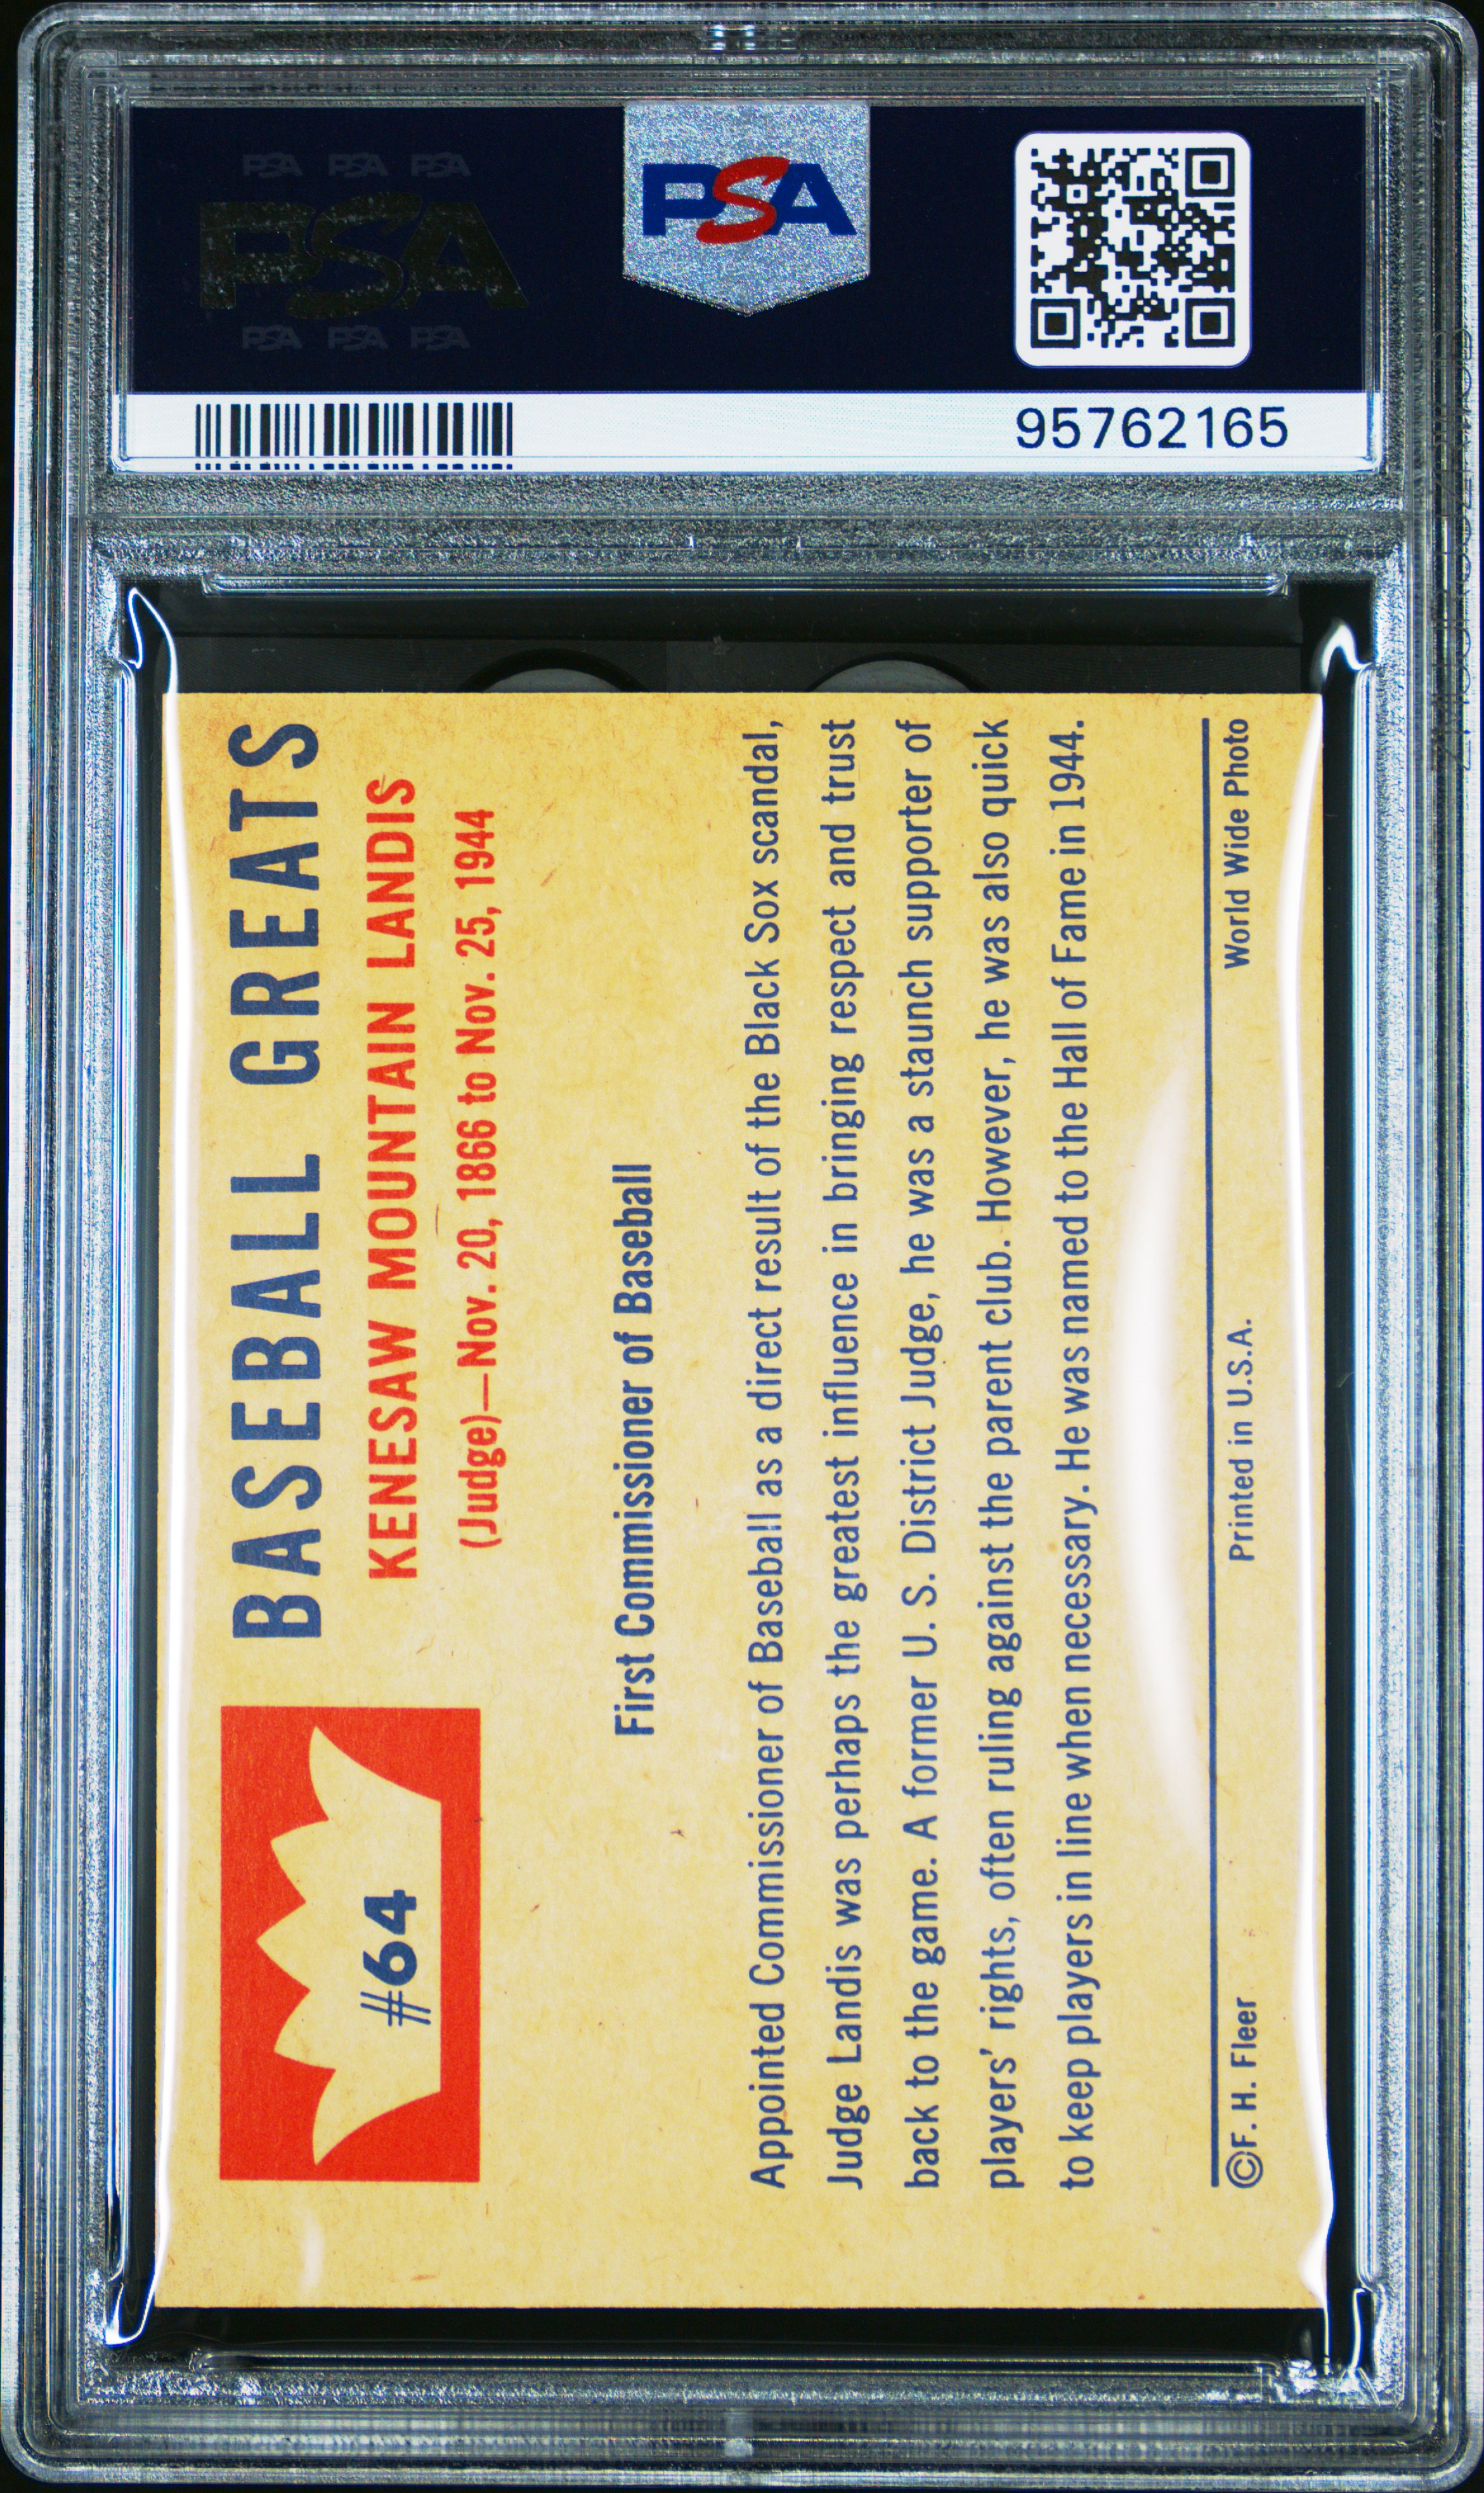 PSA PSA PSA
PSA
PSA PSA PSA
PSA
95762165
#64
BASEBALL GREATS
KENESAW MOUNTAIN LANDIS
(Judge)—Nov. 20, 1866 to Nov. 25, 1944
First Commissioner of Baseball
Appointed Commissioner of Baseball as a direct result of the Black Sox scandal,
Judge Landis was perhaps the greatest influence in bringing respect and trust
back to the game. A former U. S. District Judge, he was a staunch supporter of
players' rights, often ruling against the parent club. However, he was also quick
to keep players in line when necessary. He was named to the Hall of Fame in 1944.
©F. H. Fleer
Printed in U.S.A.
World Wide Photo